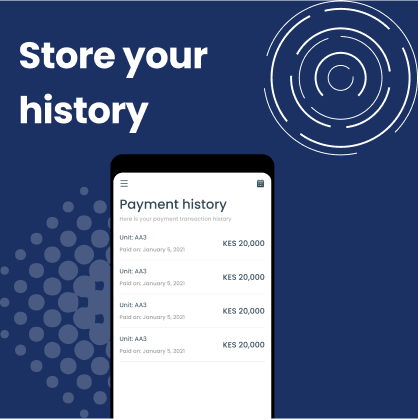 Store your
history
Payment history
Here is your payment transaction history
Unit: AA3
KES 20,000
Paid on: January 5, 2021
Unit: AA3
KES 20,000
Paid on: January 5, 2021
Unit: AA3
KES 20,000
Paid on: January 5, 2021
Unit: AA3
KES 20,000
Paid on: January 5, 2021